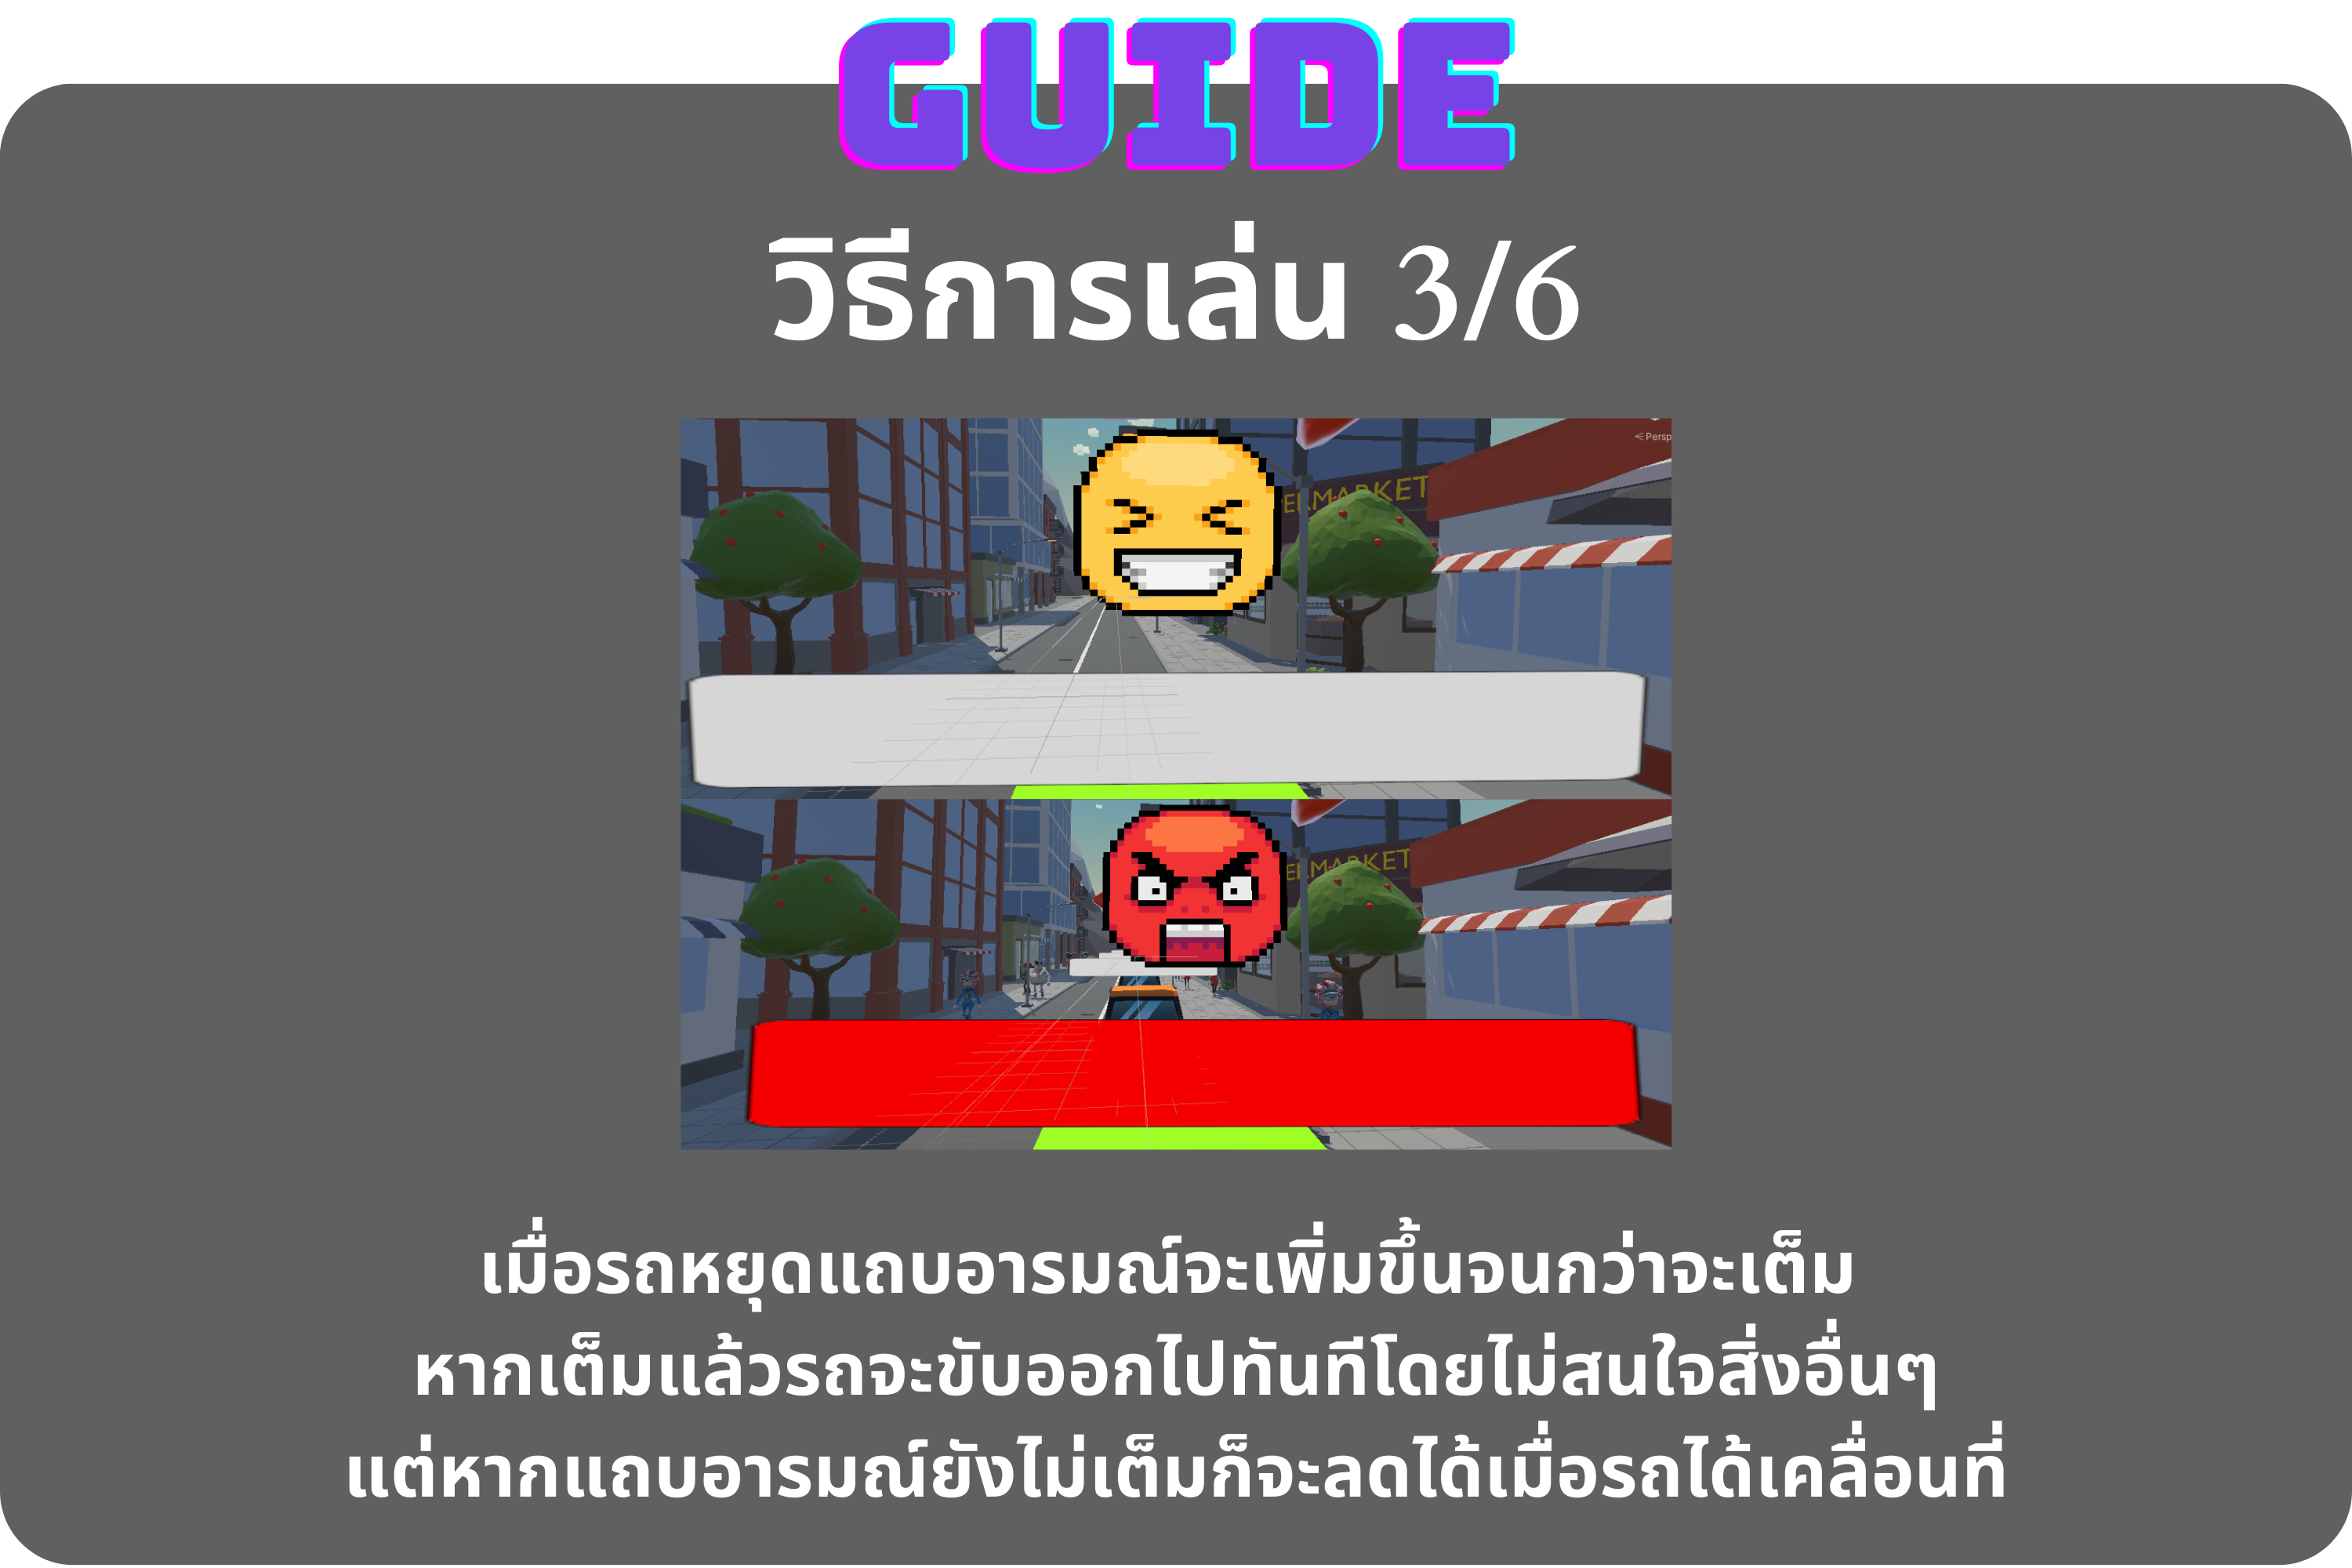 GUIDE
วิธีการเล่น 3/6
< Persp
ERMARKET
ERMARKET
เมื่อรถหยุดแถบอารมณ์จะเพิ่มขึ้นจนกว่าจะเต็ม
หากเต็มแล้วรถจะขับออกไปทันทีโดยไม่สนใจสิ่งอื่นๆ
แต่หากแถบอารมณ์ยังไม่เต็มก็จะลดได้เมื่อรถได้เคลื่อนที่